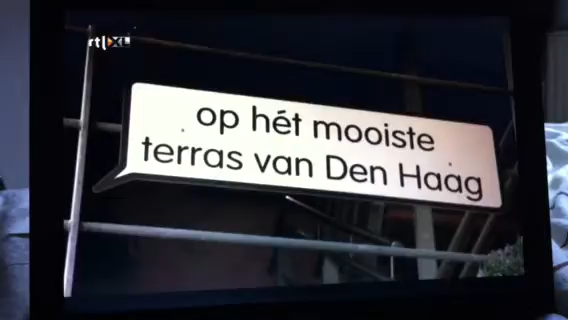 rtl XL
op hét mooiste
terras van Den Haag